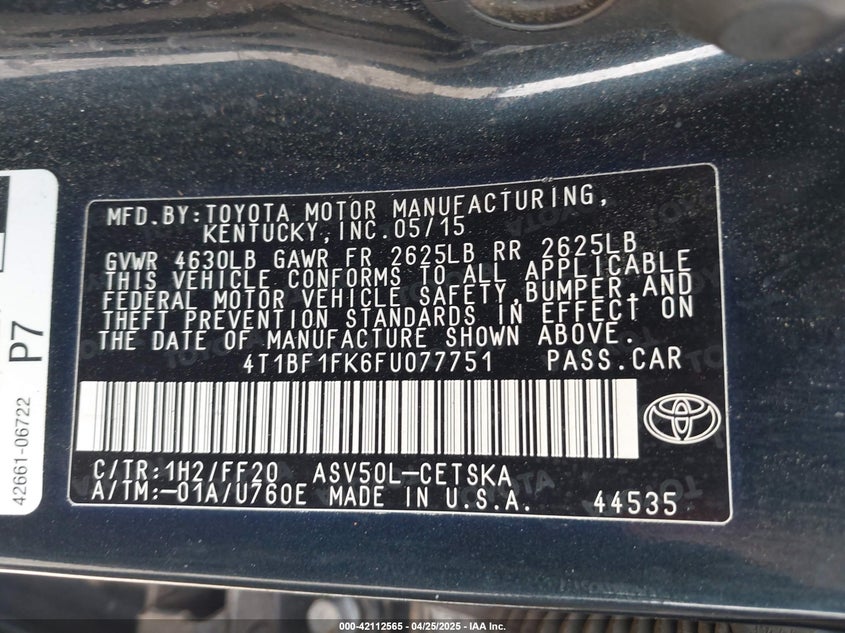 MFD.BY:TOYOTA MOTOR MANUFACTURING,
KENTUCKY,INC.05/15
GVWR 4630LB GAWR FR 2625LB RR 2625LB
THIS VEHICLE CONFORMS TO ALL APPLICABLE
FEDERAL MOTOR VEHICLE SAFETY,BUMPER,AND
THEFT PREVENTION STANDARDS IN EFFECT ON
THE DATE OF MANUFACTURE SHOWN ABOVE.
4T1BF1FK6FU077751 PASS.CAR
C/TR:1H2/FF20 ASV50L-CETSKA
A/TM:-01A/U760E MADE IN U.S.A. 44535
P7
42661-06722
000-42112565 - 04/25/2025 - IAA Inc.